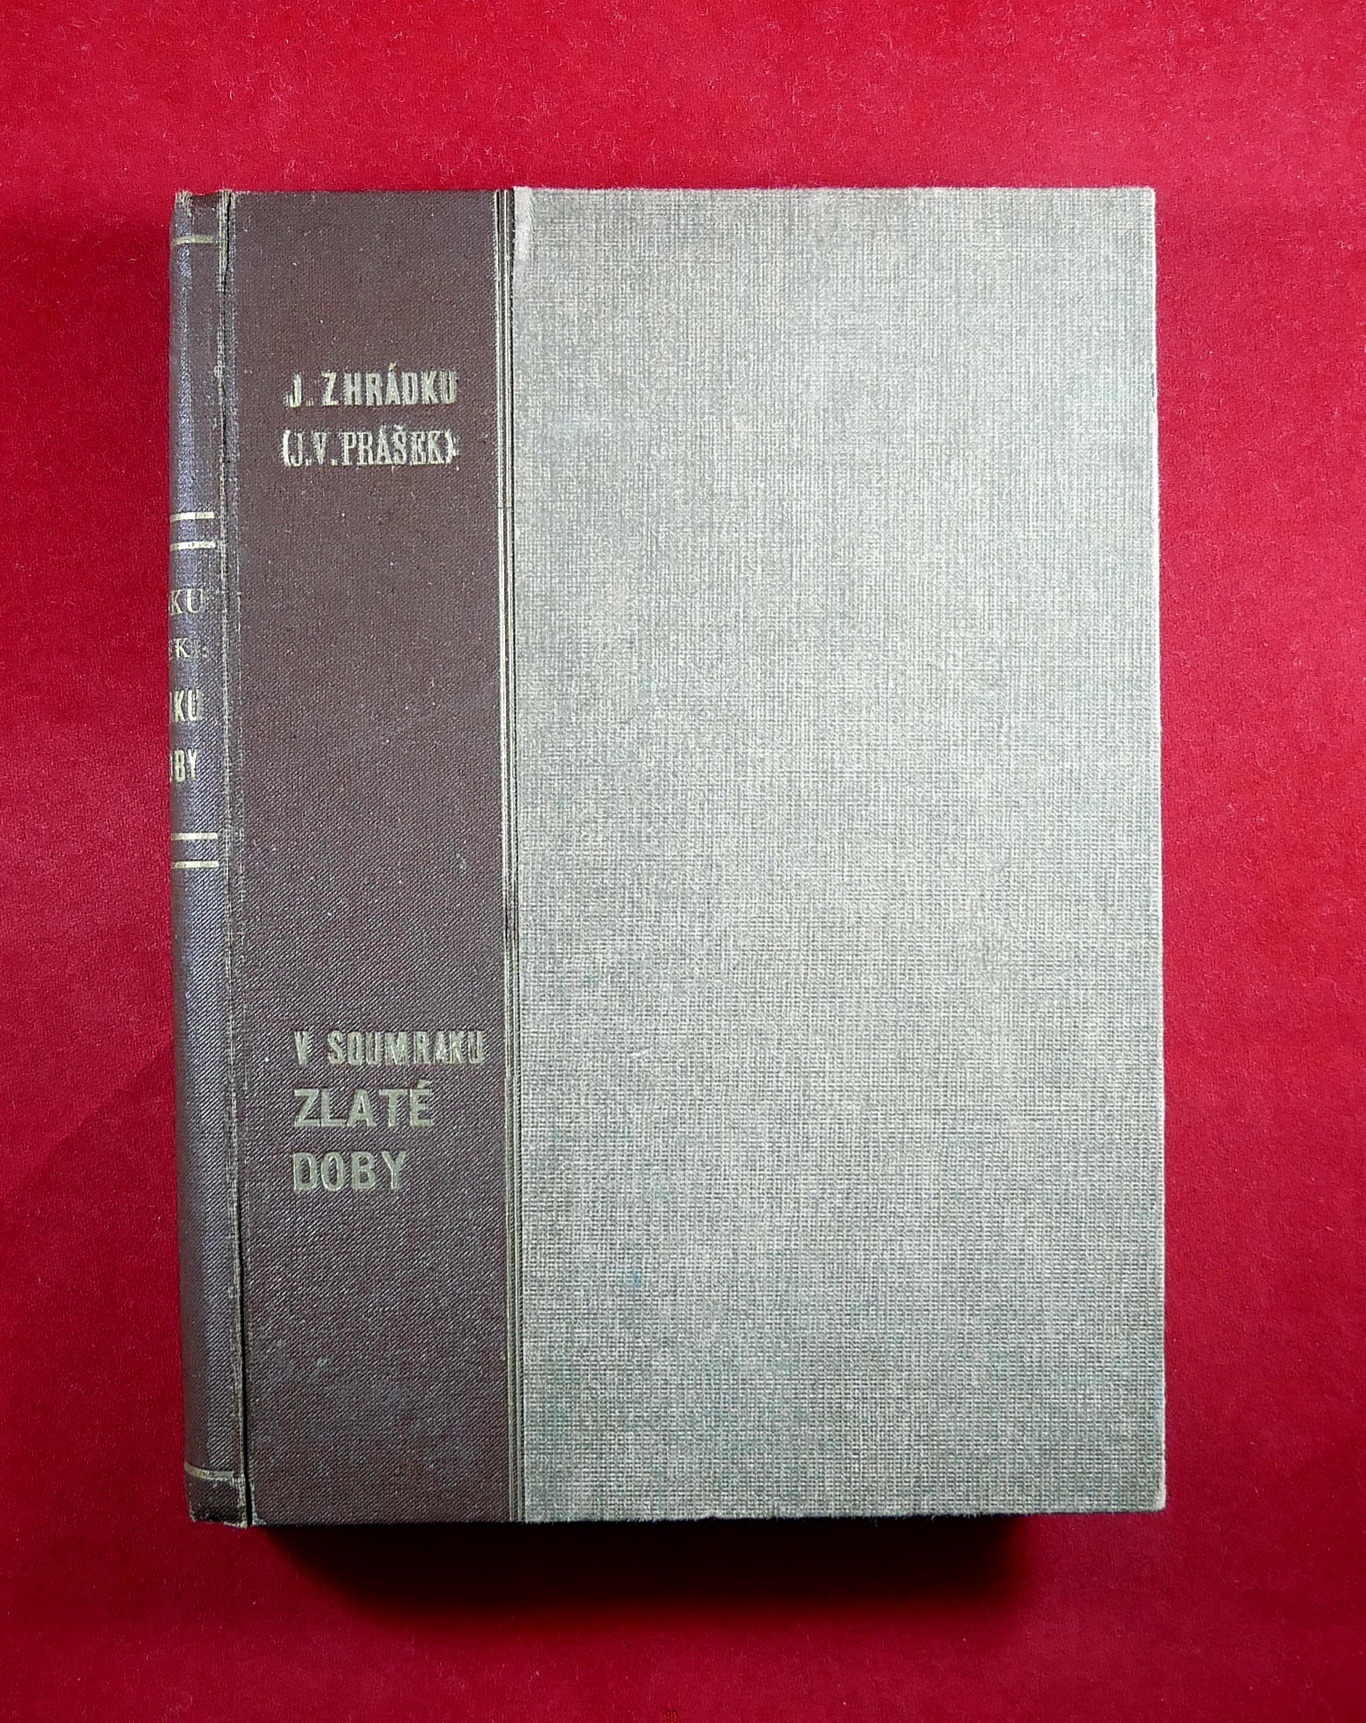 J. Z HRÁDKU
(J.V. PRÁŠEK)
V SOUMRAKU
ZLATÉ
DOBY